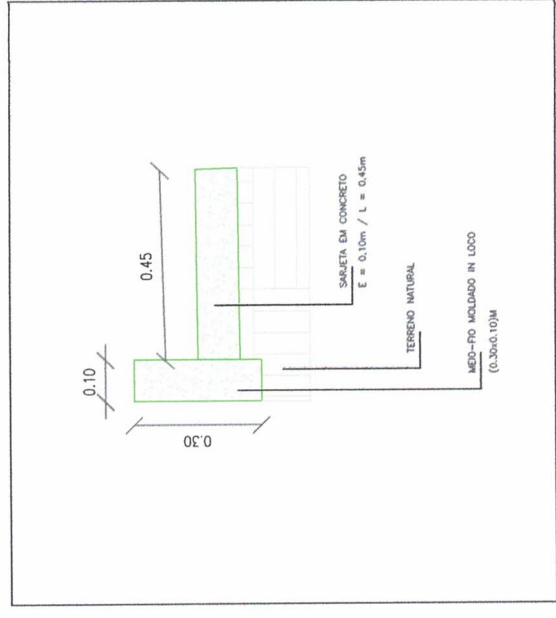 0.10
0.45
0.30
SARJETA EM CONCRETO
E = 0,10m / L = 0,45m
TERRENO NATURAL
MEIO-FIO MOLDADO IN LOCO
(0.30x0.10)M